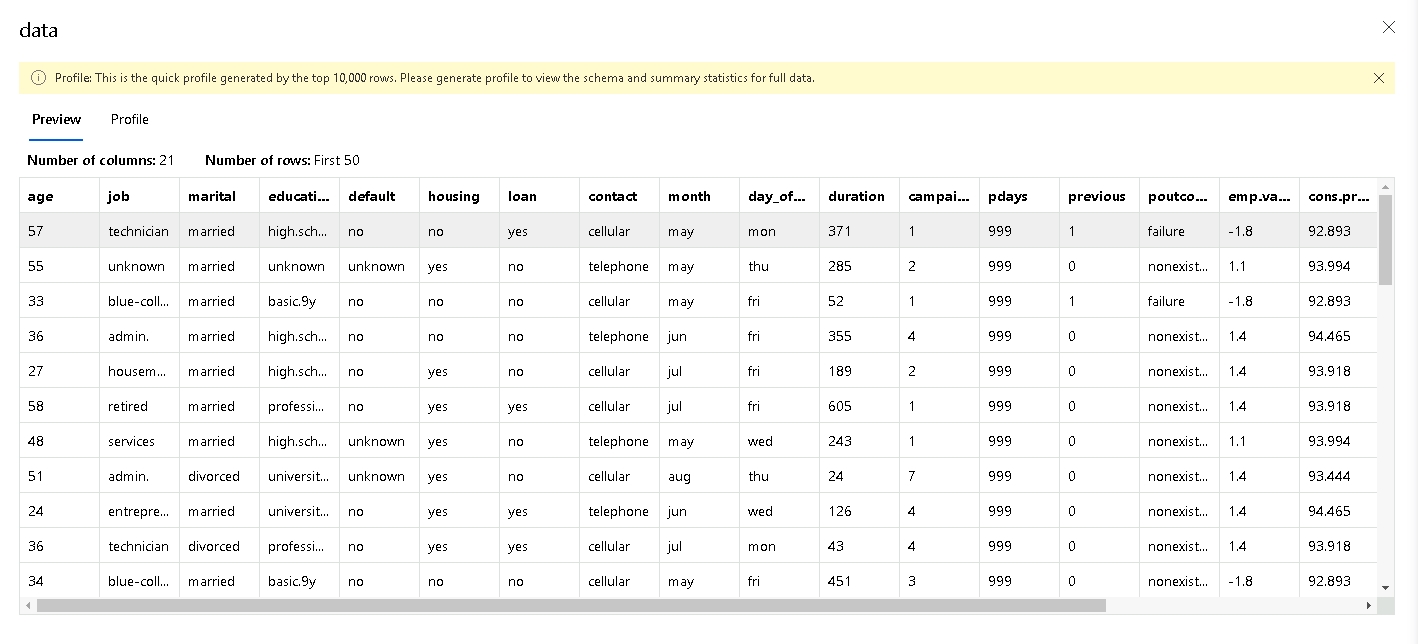 data
Profile: This is the quick profile generated by the top 10,000 rows. Please generate profile to view the schema and summary statistics for full data.
Preview Profile
Number of columns: 21 Number of rows: First 50
age job marital educati... default housing loan contact month day_of... duration campai... pdays previous poutco... emp.va... cons.pr...
57 technician married high.sch... no no yes cellular may mon 371 1 999 1 failure -1.8 92.893
55 unknown married unknown unknown yes no telephone may thu 285 2 999 0 nonexist... 1.1 93.994
33 blue-coll... married basic.9y no no no cellular may fri 52 1 999 1 failure -1.8 92.893
36 admin. married high.sch... no no no telephone jun fri 355 4 999 0 nonexist... 1.4 94.465
27 housem... married high.sch... no yes no cellular jul fri 189 2 999 0 nonexist... 1.4 93.918
58 retired married professi... no yes yes cellular jul fri 605 1 999 0 nonexist... 1.4 93.918
48 services married high.sch... unknown yes no telephone may wed 243 1 999 0 nonexist... 1.1 93.994
51 admin. divorced universit... unknown yes no cellular aug thu 24 7 999 0 nonexist... 1.4 93.444
24 entrepre... married universit... no yes yes telephone jun wed 126 4 999 0 nonexist... 1.4 94.465
36 technician divorced professi... no yes yes cellular jul mon 43 4 999 0 nonexist... 1.4 93.918
34 blue-coll... married basic.9y no no no cellular may fri 451 3 999 0 nonexist... -1.8 92.893